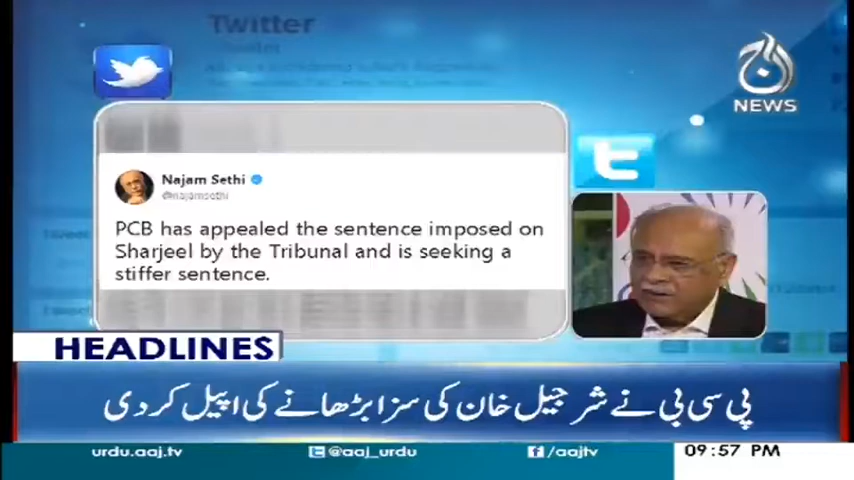 Twitter
NEWS
Najam Sethi
@najamsethi
PCB has appealed the sentence imposed on
Sharjeel by the Tribunal and is seeking a
stiffer sentence.
HEADLINES
پی سی بی نے شرجیل خان کی سزا بڑھانے کی اپیل کر دی
urdu.aaj.tv @aaj_urdu /aajtv 09:57 PM